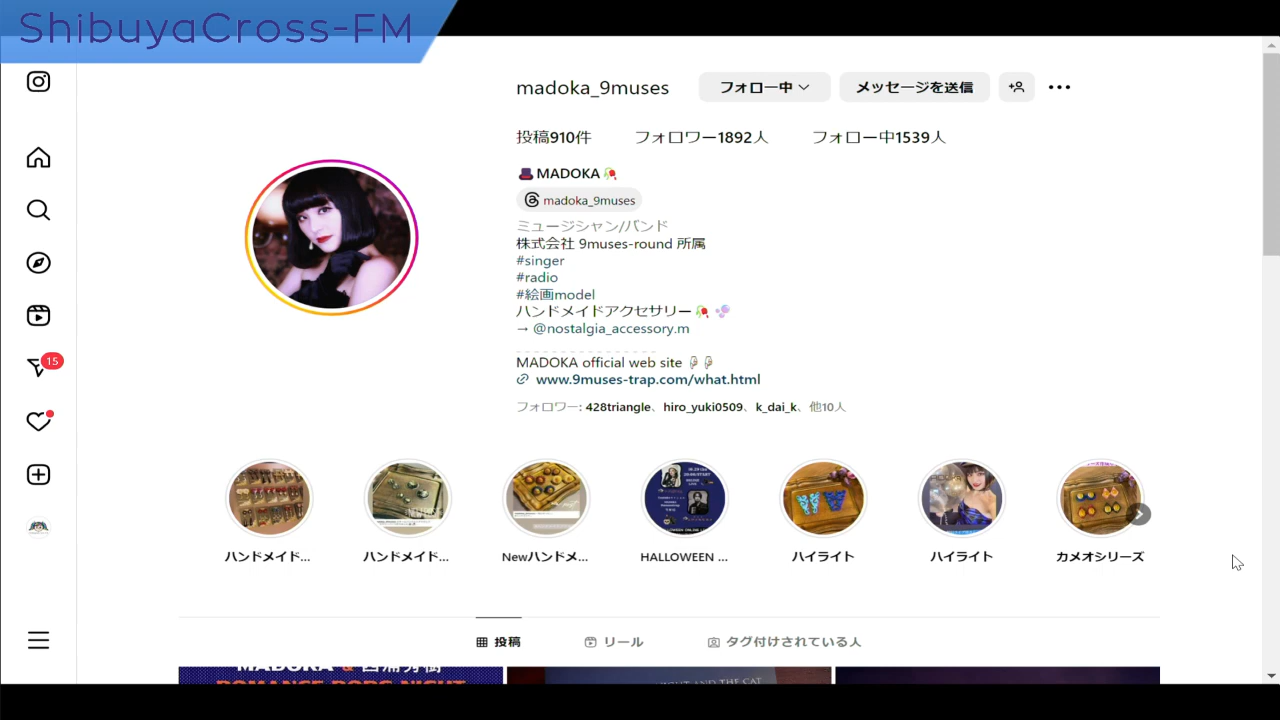 ShibuyaCross-FM
madoka_9muses
フォロー中
メッセージを送信
投稿910件
フォロワー1892人
フォロー中1539人
MADOKA
madoka_9muses
ミュージシャン/バンド
株式会社 9muses-round 所属
#singer
#radio
#絵画model
ハンドメイドアクセサリー
→ @nostalgia_accessory.m
MADOKA official web site
www.9muses-trap.com/what.html
フォロワー: 428triangle、hiro_yuki0509、k_dai_k、他10人
15
ハンドメイド...
ハンドメイド...
Newハンドメ...
HALLOWEEN ...
ハイライト
ハイライト
カメオシリーズ
投稿
リール
タグ付けされている人
ROMANCE POPS NIGHT